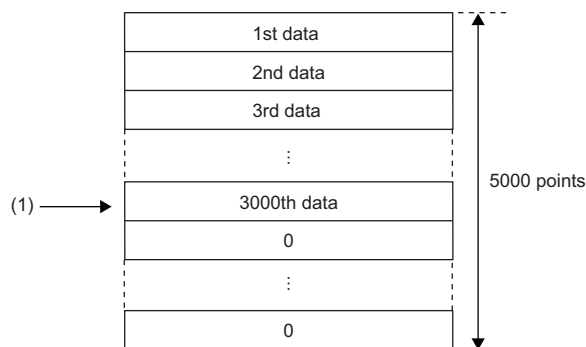 1st data
2nd data
3rd data
⋮
5000 points
(1)
3000th data
0
⋮
0